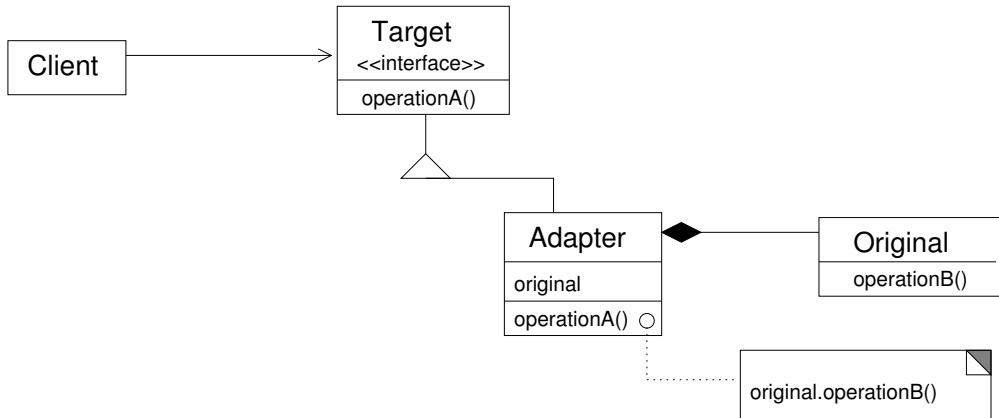 Client
Target
<<interface>>
operationA()
Adapter
original
operationA()
Original
operationB()
original.operationB()